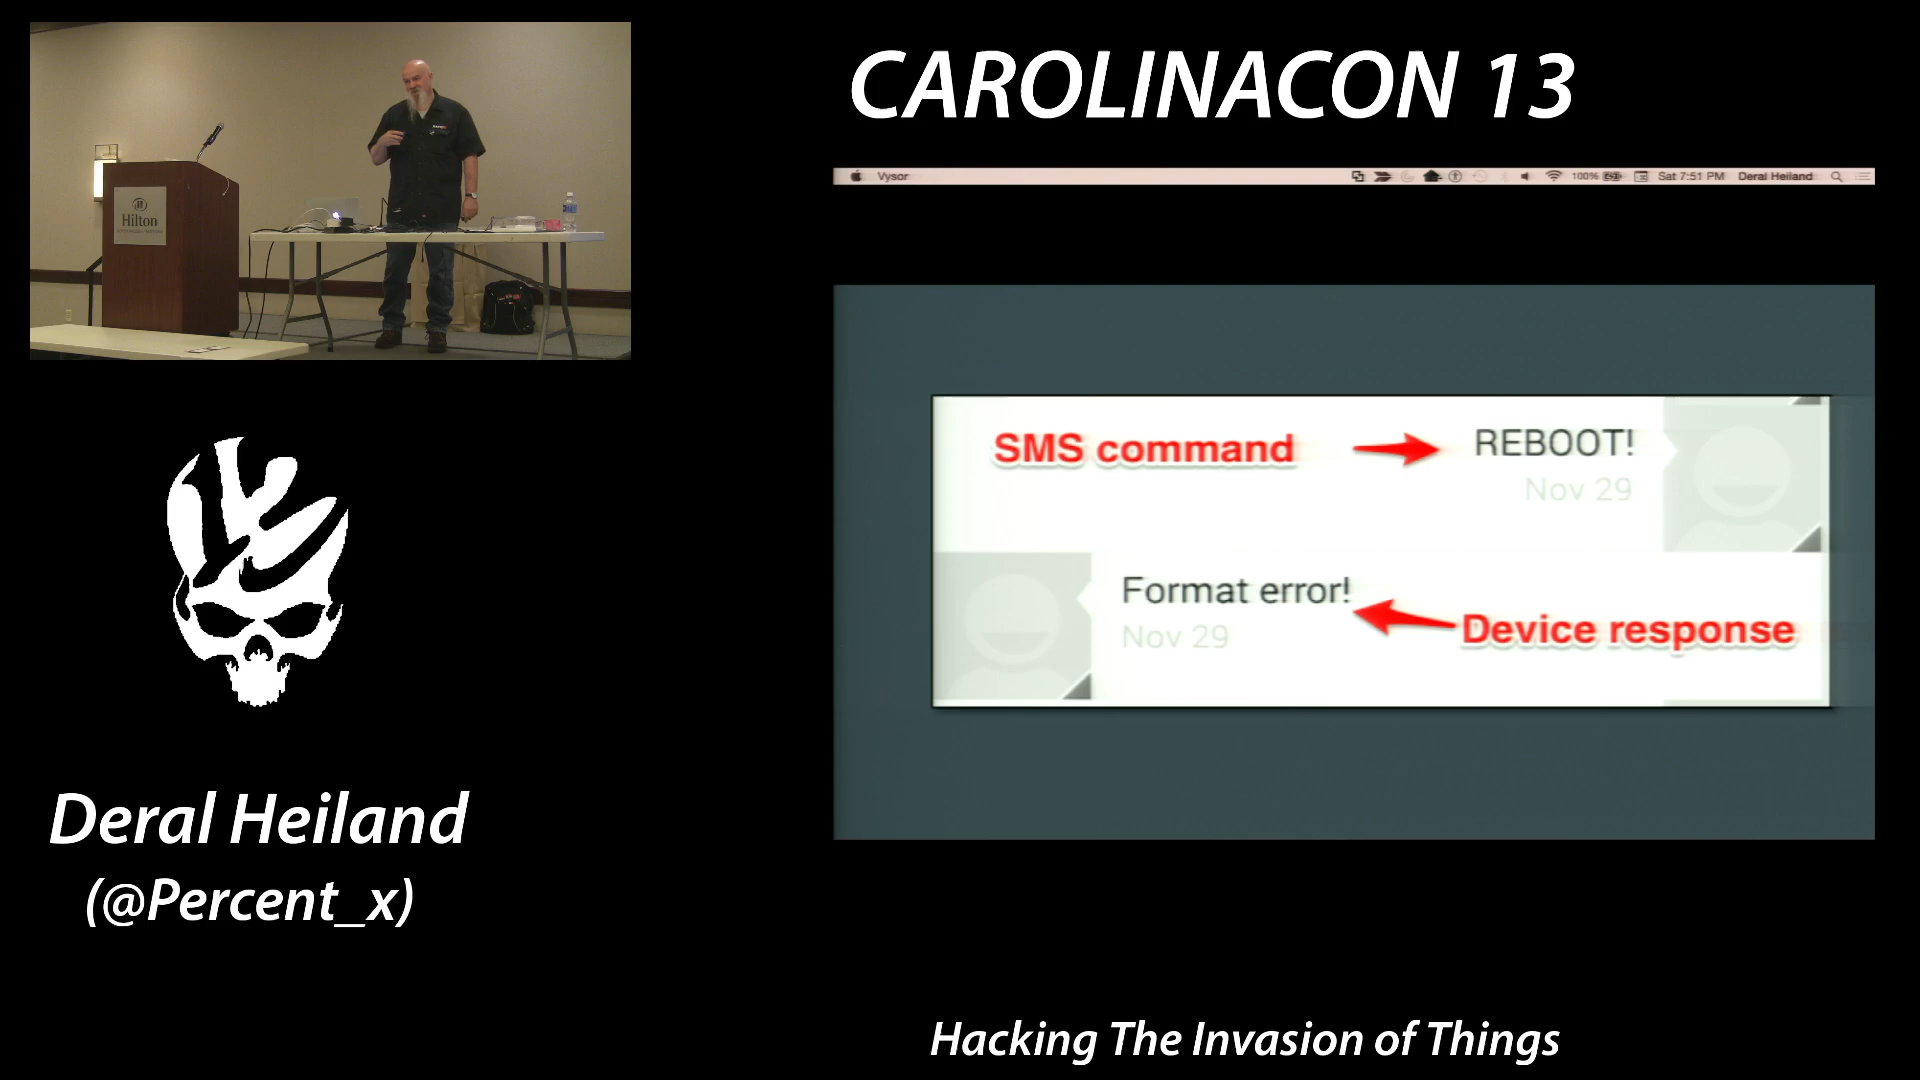 CAROLINACON 13
Hilton
Vysor
100%
Sat 7:51 PM Deral Heiland
SMS command
REBOOT!
Nov 29
Format error!
Nov 29
Device response
Deral Heiland
(@Percent_x)
Hacking The Invasion of Things